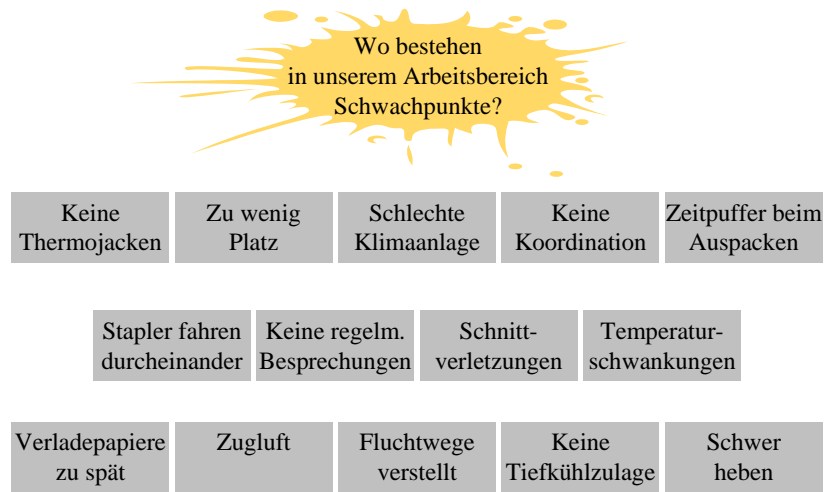 Wo bestehen
in unserem Arbeitsbereich
Schwachpunkte?
Keine
Thermojacken
Zu wenig
Platz
Schlechte
Klimaanlage
Keine
Koordination
Zeitpuffer beim
Auspacken
Stapler fahren
durcheinander
Keine regelm.
Besprechungen
Schnitt-
verletzungen
Temperatur-
schwankungen
Verladepapiere
zu spät
Zugluft
Fluchtwege
verstellt
Keine
Tiefkühlzulage
Schwer
heben